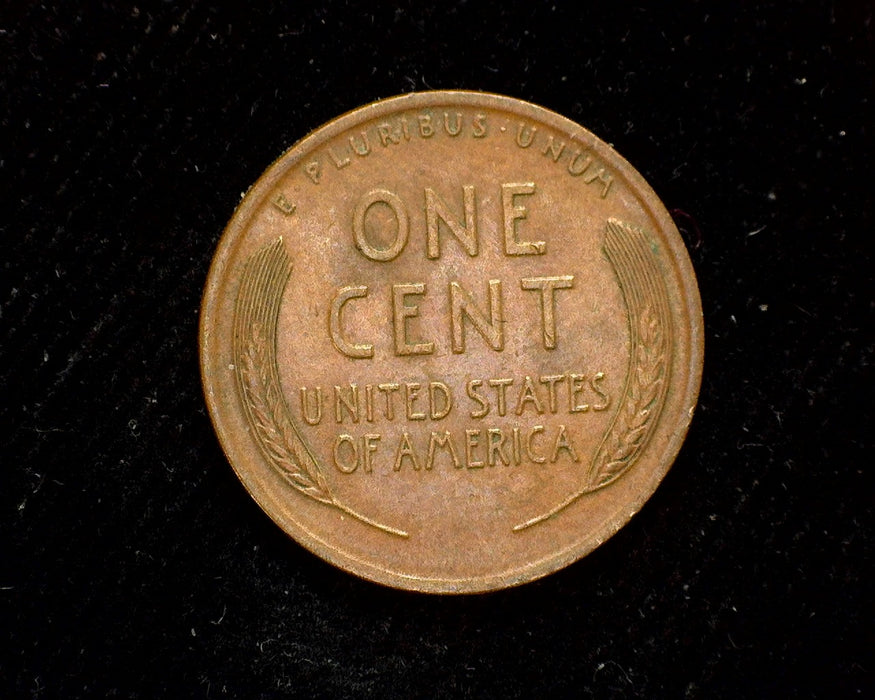 E · PLURIBUS · UNUM
ONE
CENT
UNITED STATES
OF AMERICA